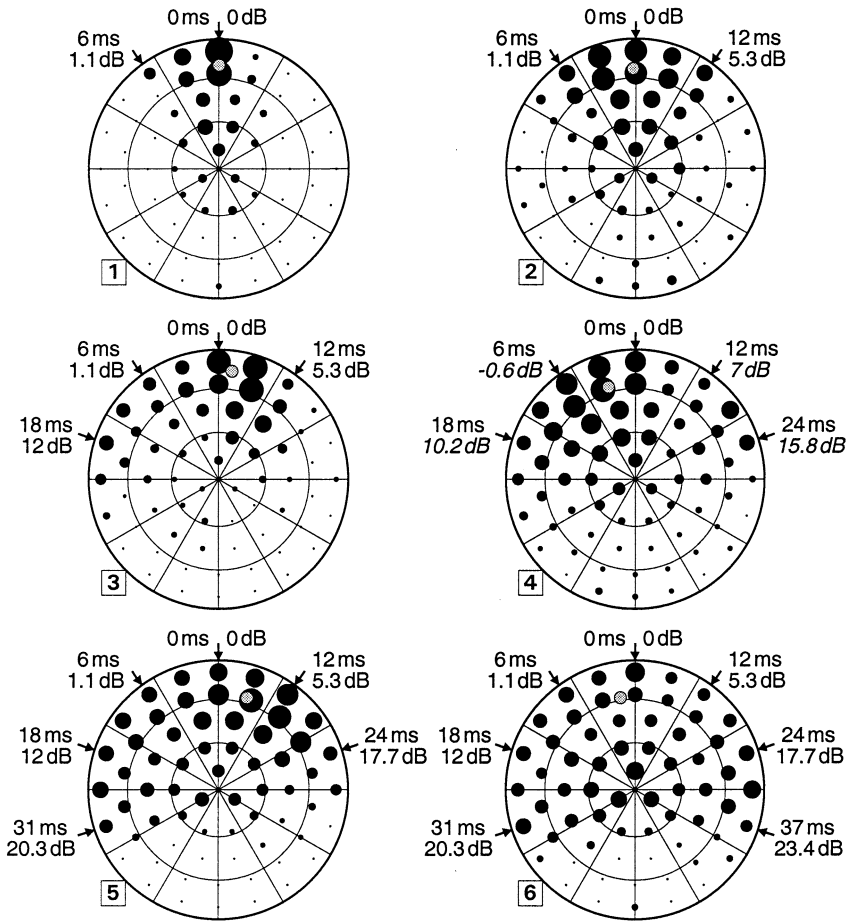 0 ms 0 dB
6 ms
1.1 dB
1
0 ms 0 dB
6 ms
1.1 dB
12 ms
5.3 dB
2
0 ms 0 dB
6 ms
1.1 dB
12 ms
5.3 dB
18 ms
12 dB
3
0 ms 0 dB
6 ms
-0.6 dB
12 ms
7 dB
18 ms
10.2 dB
24 ms
15.8 dB
4
0 ms 0 dB
6 ms
1.1 dB
12 ms
5.3 dB
18 ms
12 dB
24 ms
17.7 dB
31 ms
20.3 dB
5
0 ms 0 dB
6 ms
1.1 dB
12 ms
5.3 dB
18 ms
12 dB
24 ms
17.7 dB
31 ms
20.3 dB
37 ms
23.4 dB
6